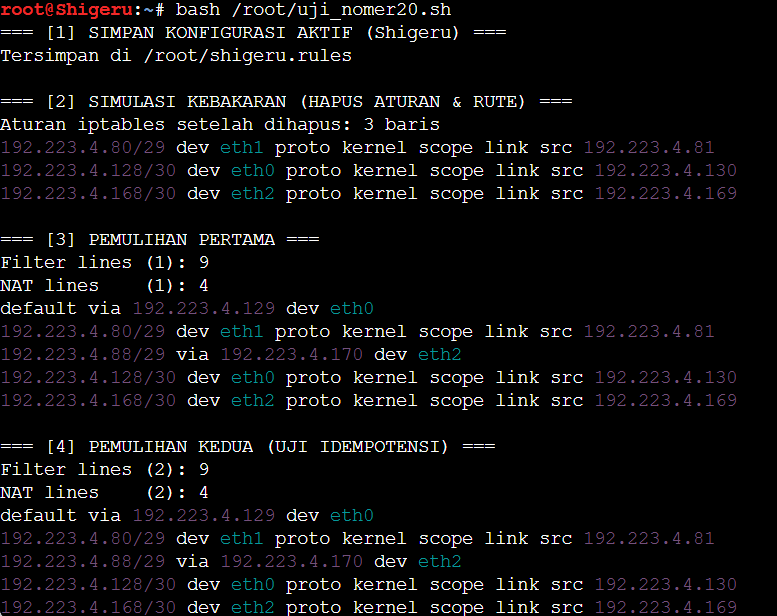 root@Shigeru:~# bash /root/uji_nomer20.sh
=== [1] SIMPAN KONFIGURASI AKTIF (Shigeru) ===
Tersimpan di /root/shigeru.rules

=== [2] SIMULASI KEBAKARAN (HAPUS ATURAN & RUTE) ===
Aturan iptables setelah dihapus: 3 baris
192.223.4.80/29 dev eth1 proto kernel scope link src 192.223.4.81
192.223.4.128/30 dev eth0 proto kernel scope link src 192.223.4.130
192.223.4.168/30 dev eth2 proto kernel scope link src 192.223.4.169

=== [3] PEMULIHAN PERTAMA ===
Filter lines (1): 9
NAT lines    (1): 4
default via 192.223.4.129 dev eth0
192.223.4.80/29 dev eth1 proto kernel scope link src 192.223.4.81
192.223.4.88/29 via 192.223.4.170 dev eth2
192.223.4.128/30 dev eth0 proto kernel scope link src 192.223.4.130
192.223.4.168/30 dev eth2 proto kernel scope link src 192.223.4.169

=== [4] PEMULIHAN KEDUA (UJI IDEMPOTENSI) ===
Filter lines (2): 9
NAT lines    (2): 4
default via 192.223.4.129 dev eth0
192.223.4.80/29 dev eth1 proto kernel scope link src 192.223.4.81
192.223.4.88/29 via 192.223.4.170 dev eth2
192.223.4.128/30 dev eth0 proto kernel scope link src 192.223.4.130
192.223.4.168/30 dev eth2 proto kernel scope link src 192.223.4.169